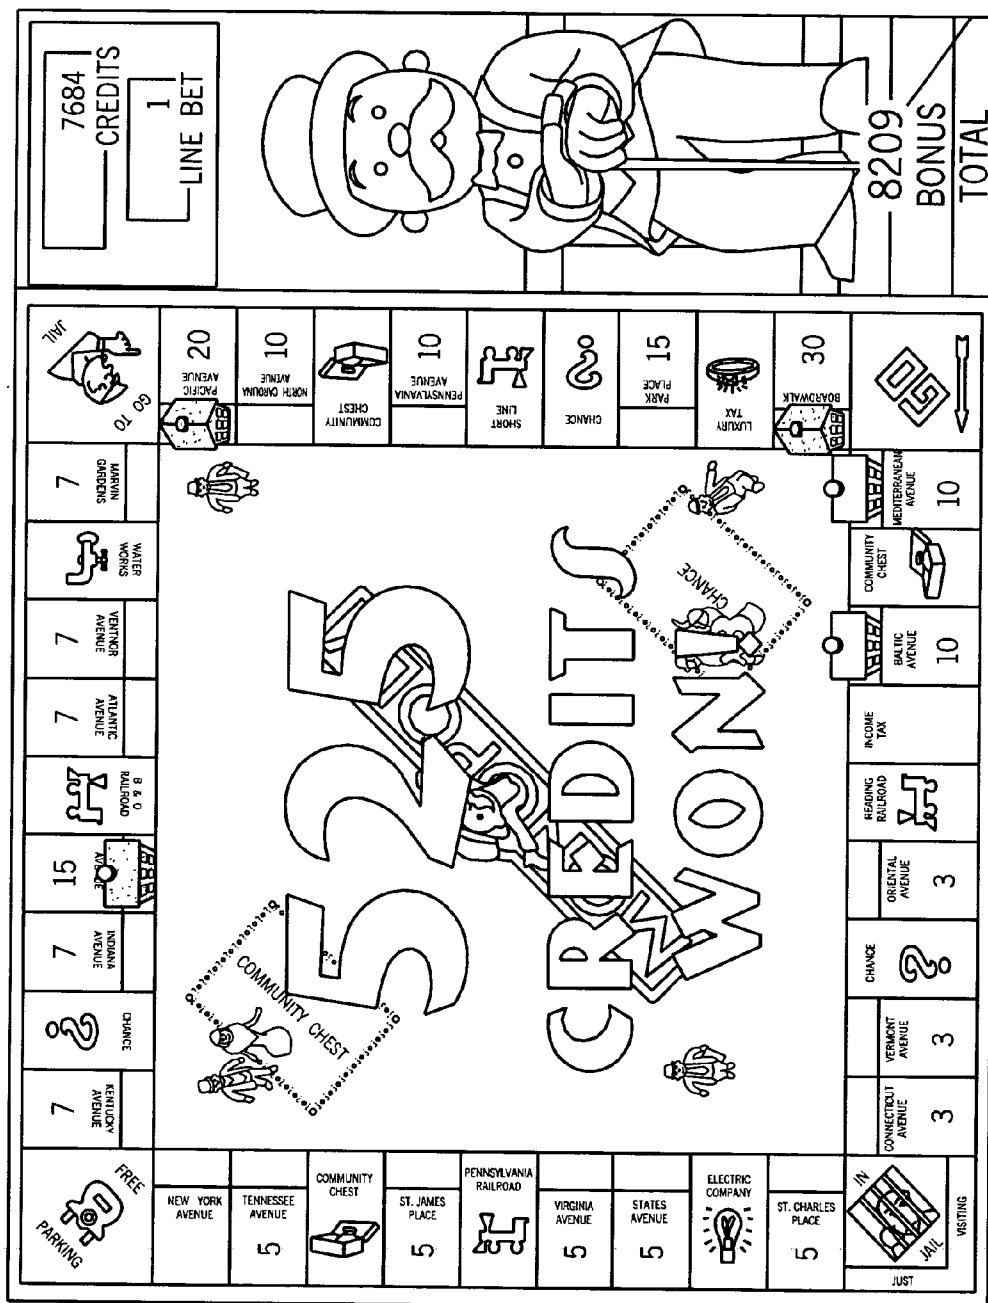 7684
CREDITS
1
LINE BET
8209
BONUS
TOTAL
GO TO
JAIL
20
PACIFIC
AVENUE
10
NORTH CAROLINA
AVENUE
COMMUNITY
CHEST
10
PENNSYLVANIA
AVENUE
SHORT
LINE
CHANCE
15
PARK
PLACE
LUXURY
TAX
30
BOARDWALK
GO
MEDITERRANEAN
AVENUE
10
COMMUNITY
CHEST
BALTIC
AVENUE
10
INCOME
TAX
READING
RAILROAD
ORIENTAL
AVENUE
3
CHANCE
VERMONT
AVENUE
3
CONNECTICUT
AVENUE
3
IN
JAIL
JUST
VISITING
ST. CHARLES
PLACE
5
ELECTRIC
COMPANY
STATES
AVENUE
5
VIRGINIA
AVENUE
5
PENNSYLVANIA
RAILROAD
ST. JAMES
PLACE
5
COMMUNITY
CHEST
TENNESSEE
AVENUE
5
NEW YORK
AVENUE
FREE
PARKING
KENTUCKY
AVENUE
7
CHANCE
INDIANA
AVENUE
7
15
B & O
RAILROAD
ATLANTIC
AVENUE
7
VENTNOR
AVENUE
7
WATER
WORKS
MARVIN
GARDENS
7
COMMUNITY CHEST
525
CREDITS
WON
CHANCE